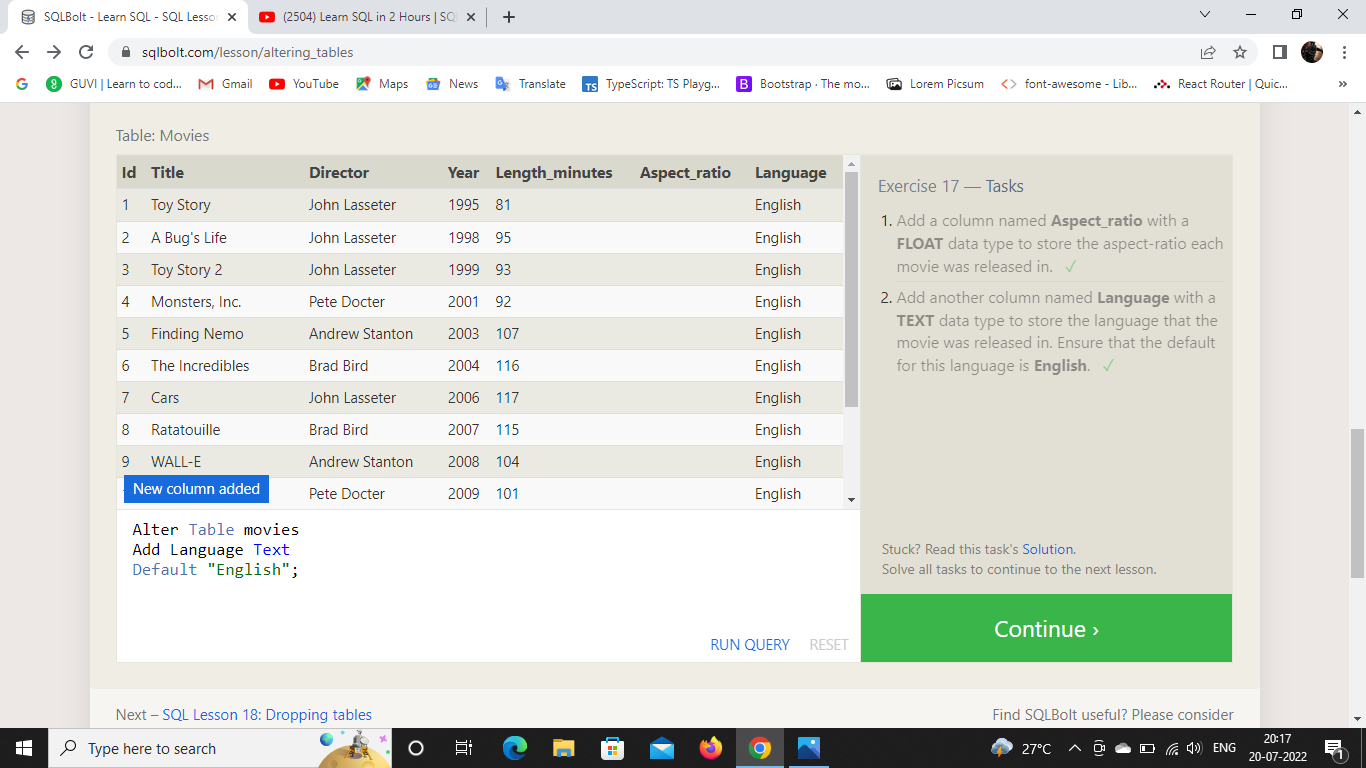 SQLBolt - Learn SQL - SQL Lesson
(2504) Learn SQL in 2 Hours | SQ
sqlbolt.com/lesson/altering_tables
GUVI | Learn to cod...
Gmail
YouTube
Maps
News
Translate
TS
TypeScript: TS Playg...
B
Bootstrap · The mo...
Lorem Picsum
font-awesome - Lib...
React Router | Quic...
»
Table: Movies
Id Title Director Year Length_minutes Aspect_ratio Language
1 Toy Story John Lasseter 1995 81 English
2 A Bug's Life John Lasseter 1998 95 English
3 Toy Story 2 John Lasseter 1999 93 English
4 Monsters, Inc. Pete Docter 2001 92 English
5 Finding Nemo Andrew Stanton 2003 107 English
6 The Incredibles Brad Bird 2004 116 English
7 Cars John Lasseter 2006 117 English
8 Ratatouille Brad Bird 2007 115 English
9 WALL-E Andrew Stanton 2008 104 English
Pete Docter 2009 101 English
New column added
Alter Table movies
Add Language Text
Default "English";
RUN QUERY RESET
Exercise 17 — Tasks
1. Add a column named Aspect_ratio with a
FLOAT data type to store the aspect-ratio each
movie was released in. ✓
2. Add another column named Language with a
TEXT data type to store the language that the
movie was released in. Ensure that the default
for this language is English. ✓
Stuck? Read this task's Solution.
Solve all tasks to continue to the next lesson.
Continue ›
Next – SQL Lesson 18: Dropping tables
Find SQLBolt useful? Please consider
Type here to search
27°C
ENG
20:17
20-07-2022
1